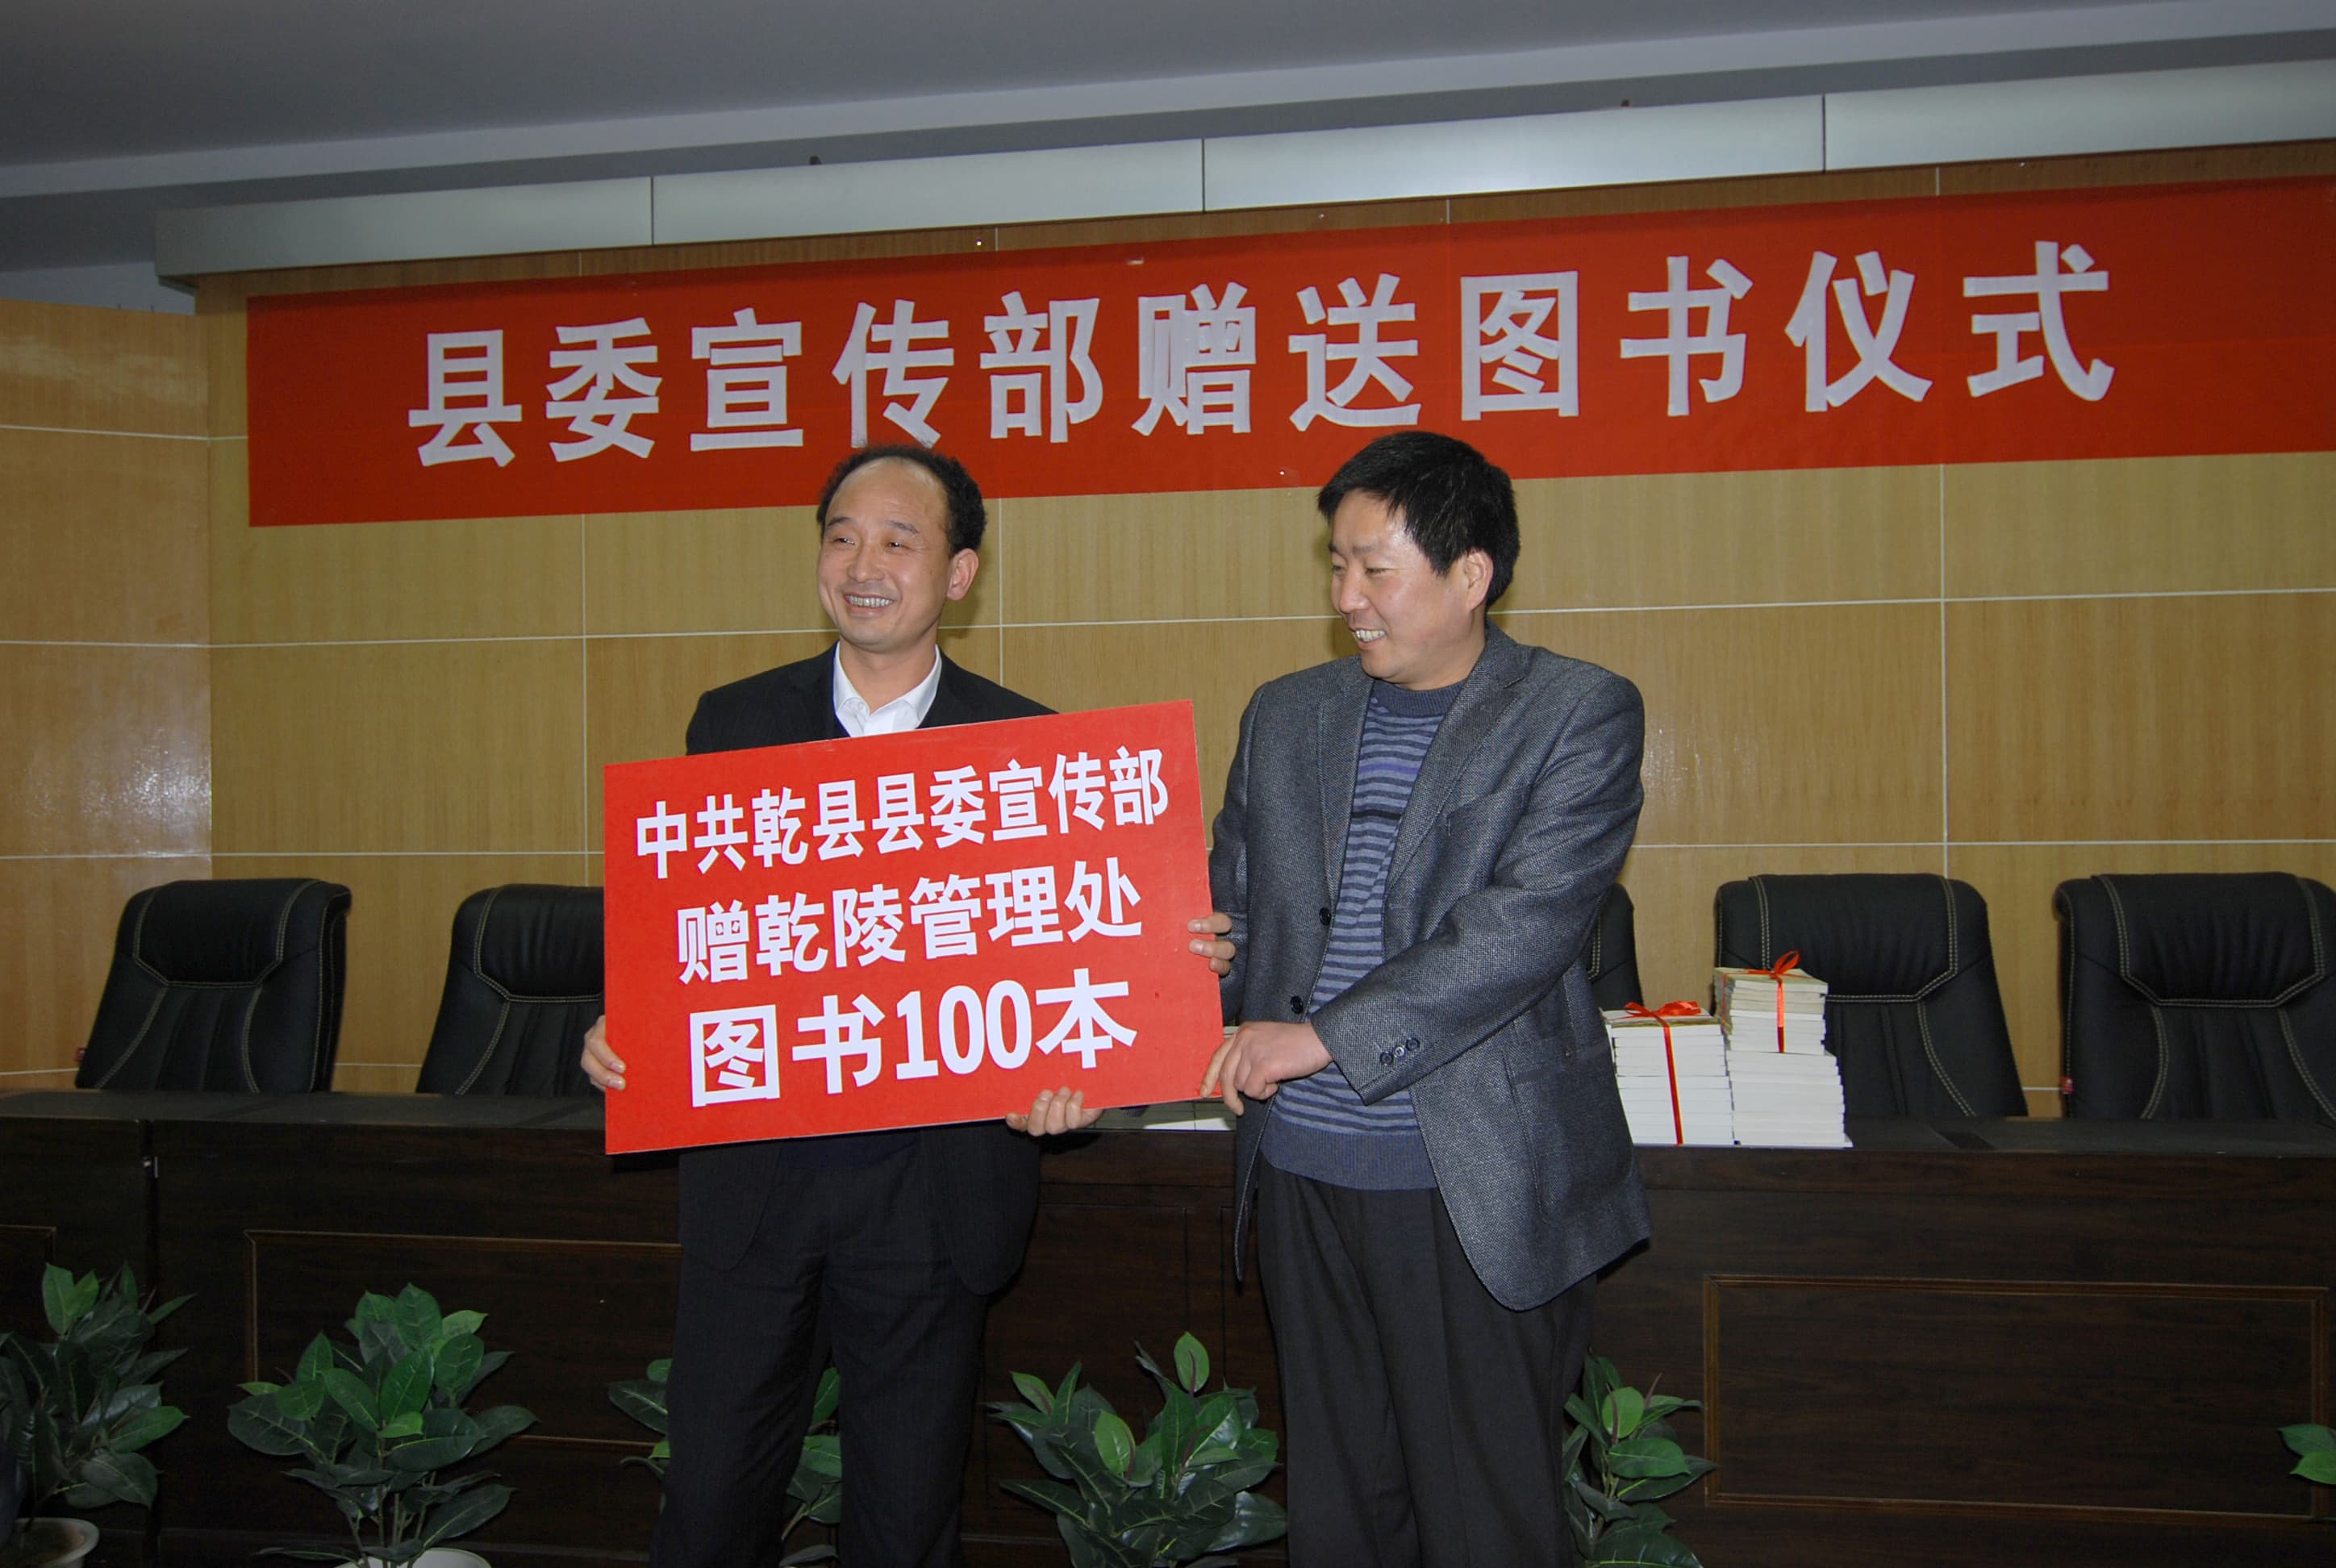 县委宣传部赠送图书仪式
中共乾县县委宣传部
赠乾陵管理处
图书100本